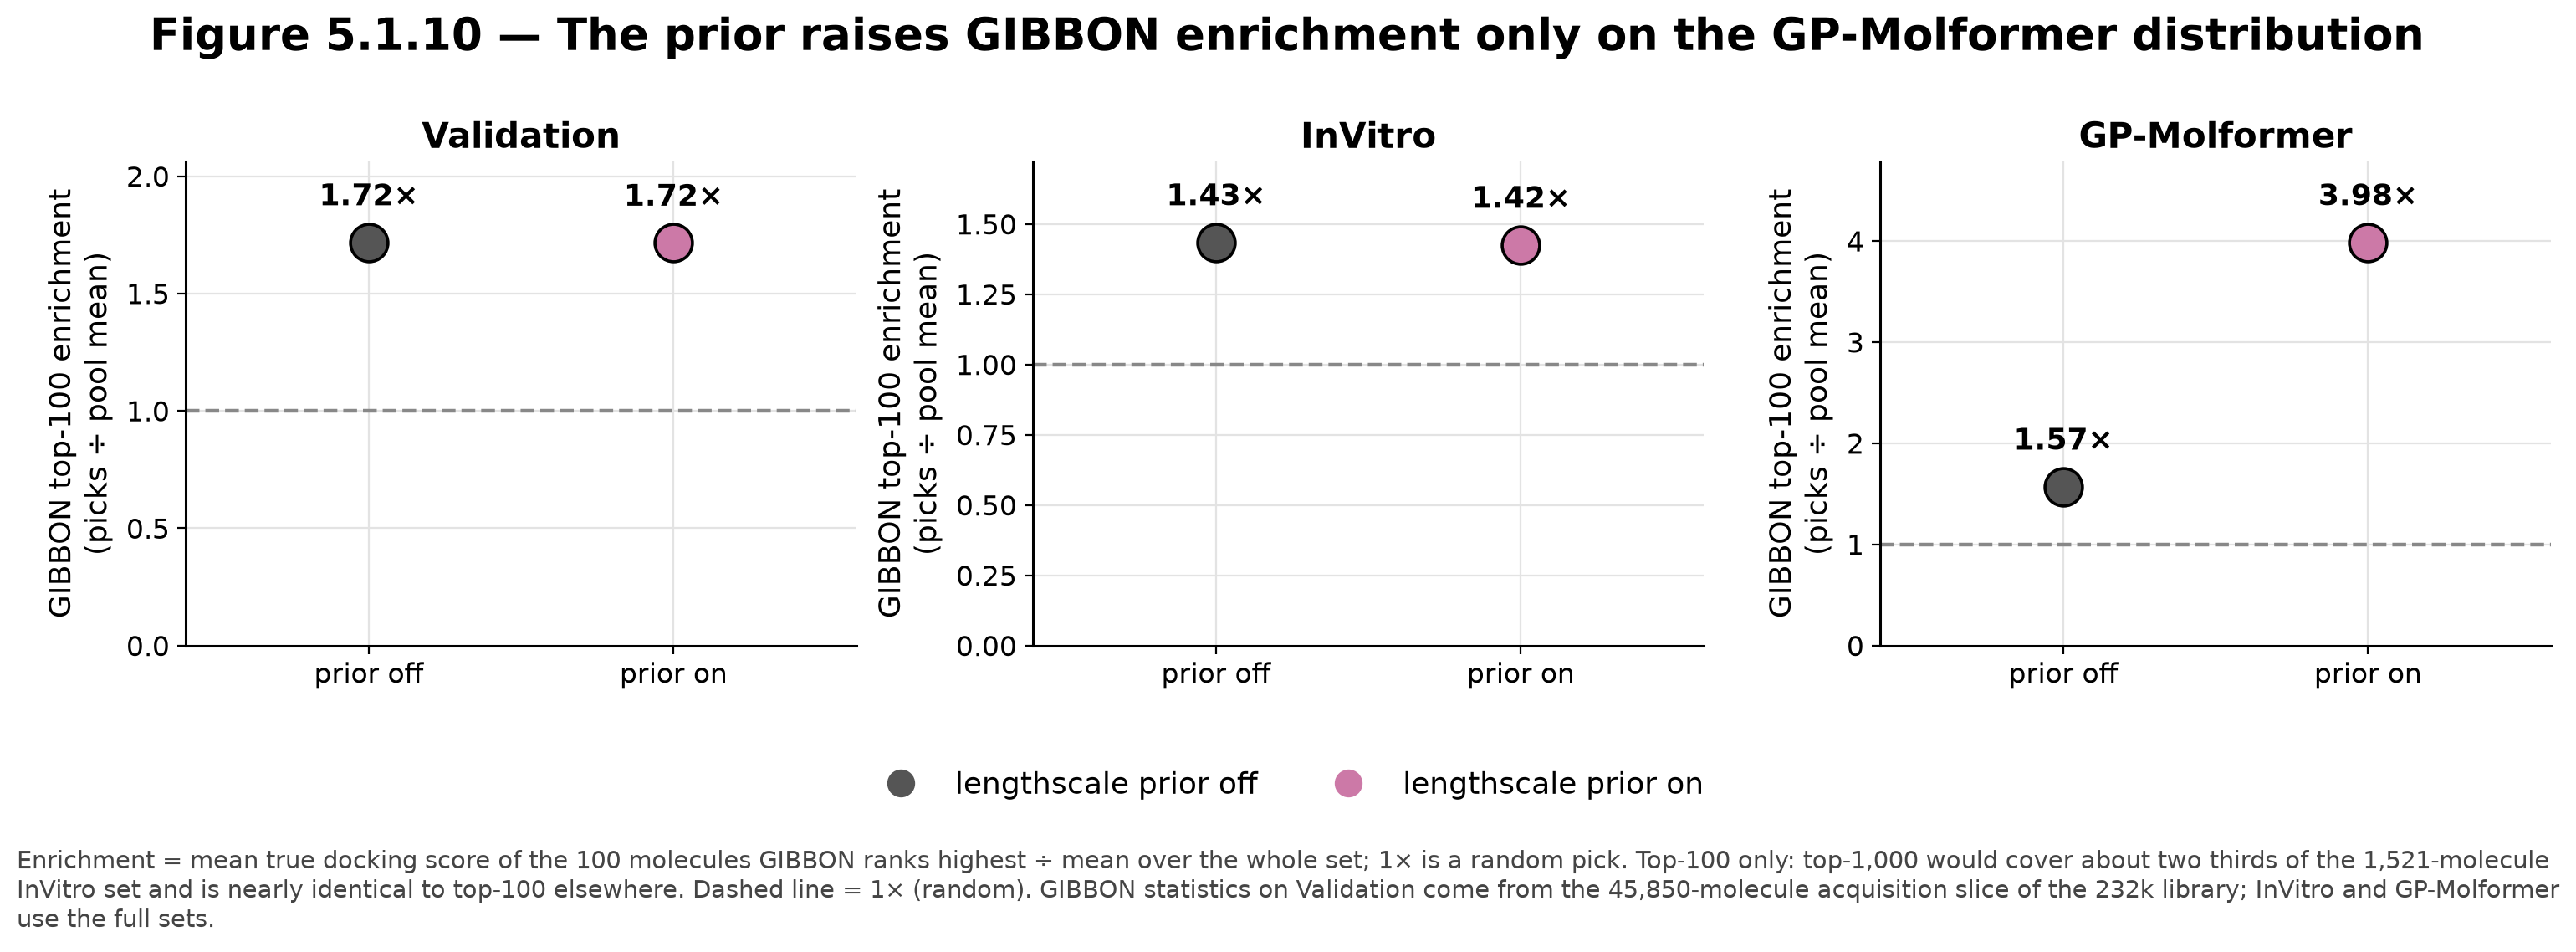 Figure 5.1.10 — The prior raises GIBBON enrichment only on the GP-Molformer distribution
Validation
GIBBON top-100 enrichment
(picks ÷ pool mean)
2.0
1.5
1.0
0.5
0.0
1.72×
1.72×
prior off
prior on
InVitro
GIBBON top-100 enrichment
(picks ÷ pool mean)
1.50
1.25
1.00
0.75
0.50
0.25
0.00
1.43×
1.42×
prior off
prior on
GP-Molformer
GIBBON top-100 enrichment
(picks ÷ pool mean)
4
3
2
1
0
3.98×
1.57×
prior off
prior on
lengthscale prior off
lengthscale prior on
Enrichment = mean true docking score of the 100 molecules GIBBON ranks highest ÷ mean over the whole set; 1× is a random pick. Top-100 only: top-1,000 would cover about two thirds of the 1,521-molecule
InVitro set and is nearly identical to top-100 elsewhere. Dashed line = 1× (random). GIBBON statistics on Validation come from the 45,850-molecule acquisition slice of the 232k library; InVitro and GP-Molformer
use the full sets.